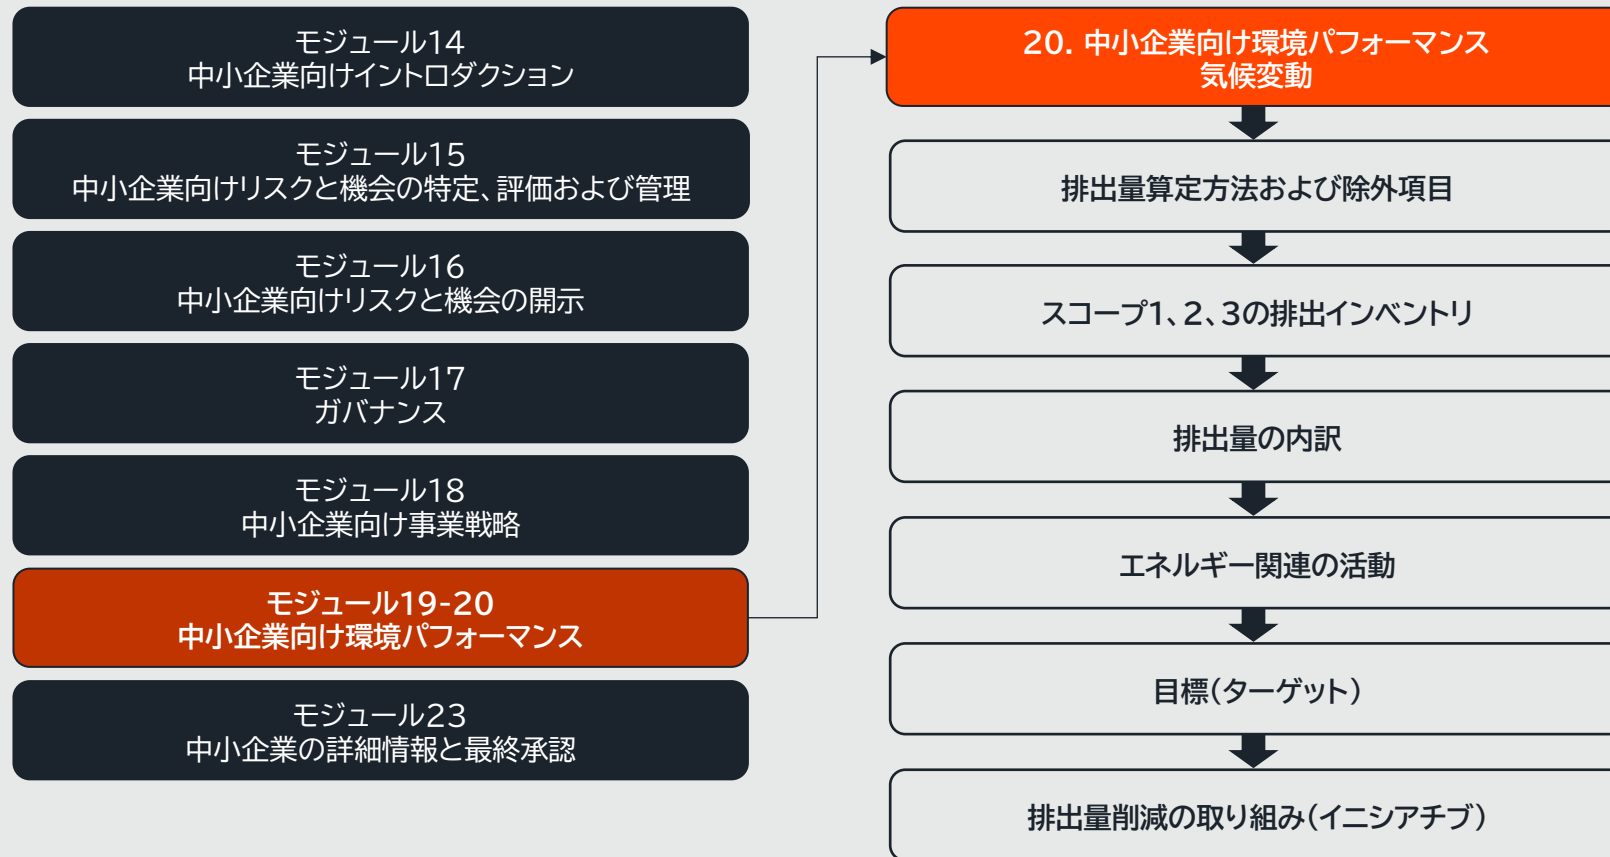 モジュール14
中小企業向けイントロダクション
モジュール15
中小企業向けリスクと機会の特定、評価および管理
モジュール16
中小企業向けリスクと機会の開示
モジュール17
ガバナンス
モジュール18
中小企業向け事業戦略
モジュール19-20
中小企業向け環境パフォーマンス
モジュール23
中小企業の詳細情報と最終承認
20. 中小企業向け環境パフォーマンス
気候変動
排出量算定方法および除外項目
スコープ1、2、3の排出インベントリ
排出量の内訳
エネルギー関連の活動
目標(ターゲット)
排出量削減の取り組み(イニシアチブ)